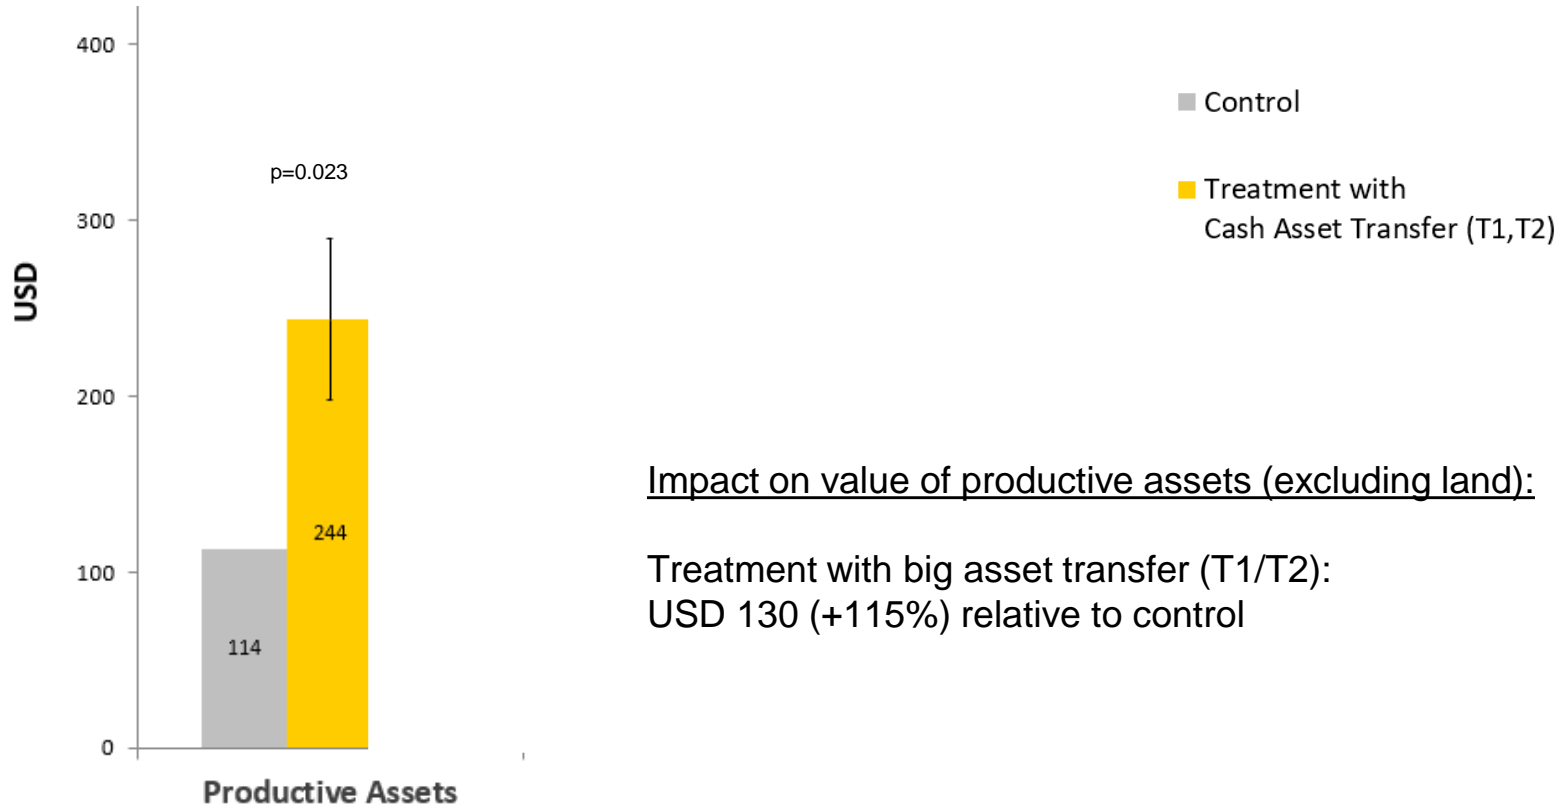 400
300
200
100
0
USD
p=0.023
114
244
Productive Assets
Control
Treatment with
Cash Asset Transfer (T1,T2)
Impact on value of productive assets (excluding land):
Treatment with big asset transfer (T1/T2):
USD 130 (+115%) relative to control